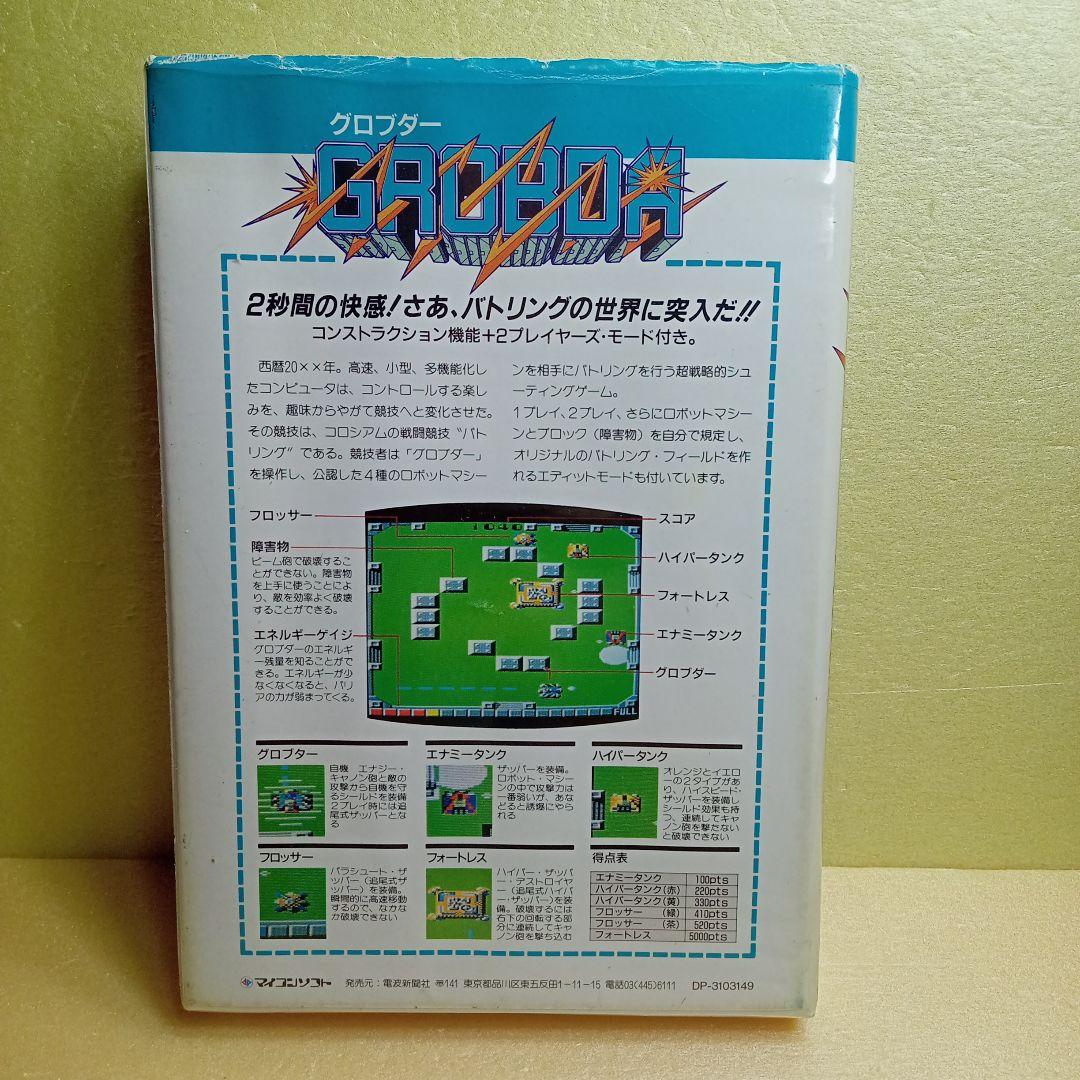 グロブダー
GROBDA
2秒間の快感!さあ、バトリングの世界に突入だ!!
コンストラクション機能+2プレイヤーズ・モード付き。
西暦20××年。高速、小型、多機能化し
たコンピュータは、コントロールする楽し
みを、趣味からやがて競技へと変化させた。
その競技は、コロシアムの戦闘競技〝バト
リング〟である。競技者は「グロブダー」
を操作し、公認した4種のロボットマシー
ンを相手にバトリングを行う超戦略的シュ
ーティングゲーム。
1プレイ、2プレイ、さらにロボットマシー
ンとブロック(障害物)を自分で規定し、
オリジナルのバトリング・フィールドを作
れるエディットモードも付いています。
フロッサー
障害物
ビーム砲で破壊するこ
とができない。障害物
を上手に使うことによ
り、敵を効率よく破壊
することができる。
エネルギーゲイジ
グロブダーのエネルギ
ー残量を知ることがで
きる。エネルギーが少
なくなくなると、バリ
アの力が弱まってくる。
1040
FULL
スコア
ハイパータンク
フォートレス
エナミータンク
グロブダー
グロブター
自機 エナジー・
キャノン砲と敵の
攻撃から自機を守
るシールドを装備
2プレイ時には追
尾式ザッパーとな
る
エナミータンク
ザッパーを装備。
ロボット・マシー
ンの中で攻撃力は
一番弱いが、あな
どると誘爆にやら
れる
ハイパータンク
オレンジとイエロ
ーの2タイプがあ
り、ハイスピード・
ザッパーを装備し
シールド効果も持
つ、連続してキャ
ノン砲を撃たない
と破壊できない
フロッサー
パラシュート・ザ
ッパー(追尾式ザ
ッパー)を装備。
瞬間的に高速移動
するので、なかな
か破壊できない
フォートレス
ハイパー・ザッパ
ー・デストロイヤ
ー(追尾式ハイパ
ー・ザッパー)を装
備。破壊するには
右下の回転する部
分に連続してキャ
ノン砲を撃ち込む
得点表
エナミータンク 100pts
ハイパータンク(赤) 220pts
ハイパータンク(黄) 330pts
フロッサー (緑) 410pts
フロッサー (茶) 520pts
フォートレス 5000pts
マイコンソフト 発売元:電波新聞社 〒141 東京都品川区東五反田1-11-15 電話03(445)6111 DP-3103149